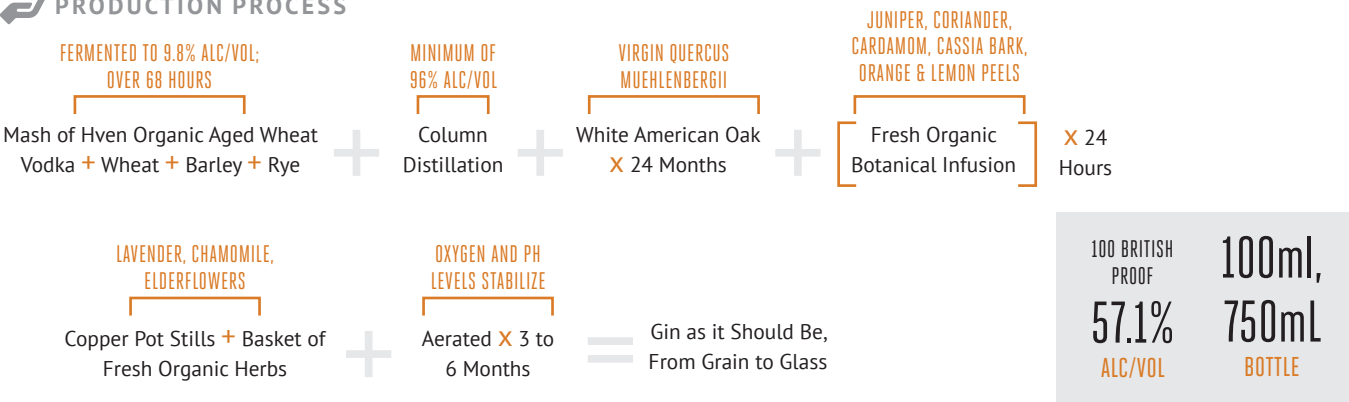 PRODUCTION PROCESS
FERMENTED TO 9.8% ALC/VOL;
OVER 68 HOURS
Mash of Hven Organic Aged Wheat
Vodka + Wheat + Barley + Rye
+
MINIMUM OF
96% ALC/VOL
Column
Distillation
+
VIRGIN QUERCUS
MUEHLENBERGII
White American Oak
X 24 Months
+
JUNIPER, CORIANDER,
CARDAMOM, CASSIA BARK,
ORANGE & LEMON PEELS
Fresh Organic
Botanical Infusion
X 24
Hours
LAVENDER, CHAMOMILE,
ELDERFLOWERS
Copper Pot Stills + Basket of
Fresh Organic Herbs
+
OXYGEN AND PH
LEVELS STABILIZE
Aerated X 3 to
6 Months
=
Gin as it Should Be,
From Grain to Glass
100 BRITISH
PROOF
57.1%
ALC/VOL
100ml,
750mL
BOTTLE